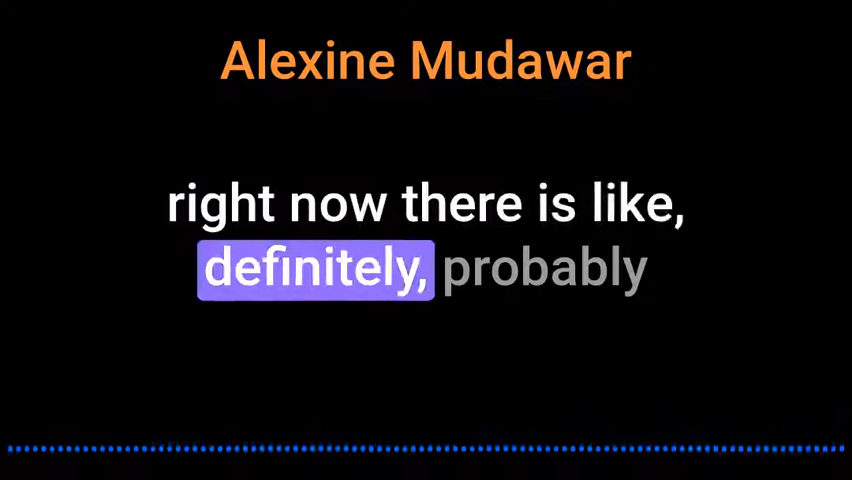 Alexine Mudawar
right now there is like,
definitely, probably